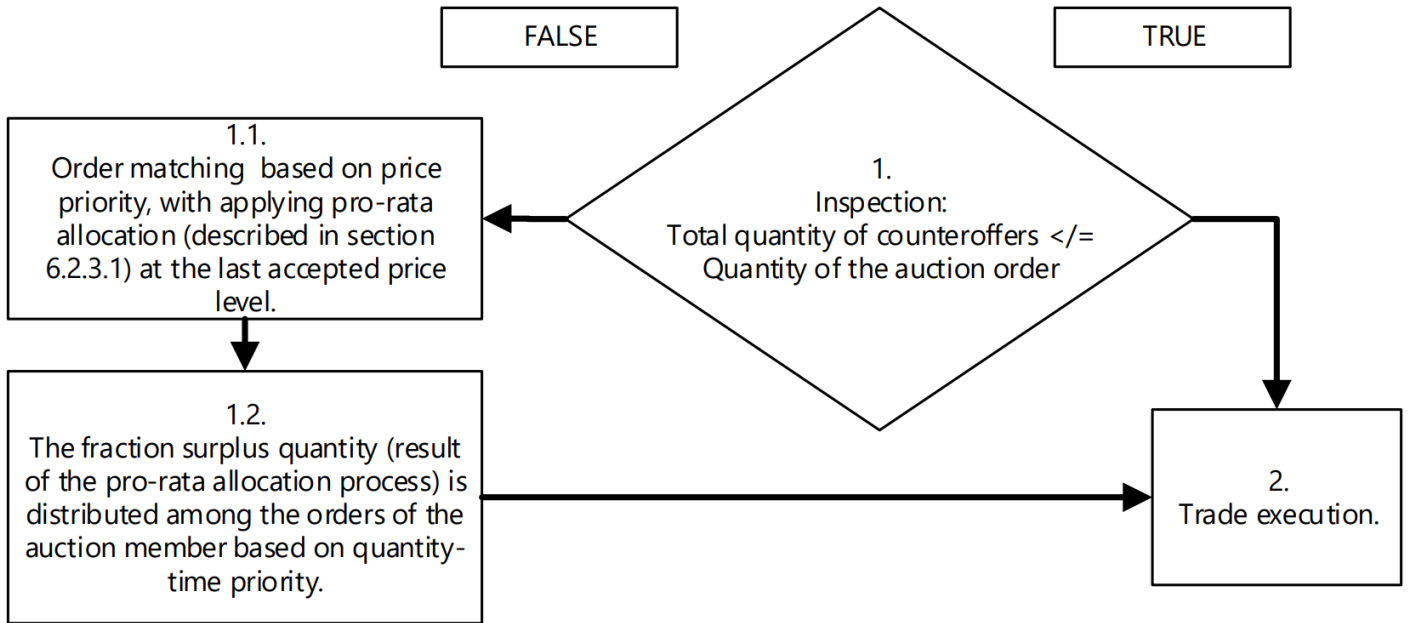 FALSE
TRUE
1.1.
Order matching based on price
priority, with applying pro-rata
allocation (described in section
6.2.3.1) at the last accepted price
level.
1.
Inspection:
Total quantity of counteroffers </=
Quantity of the auction order
1.2.
The fraction surplus quantity (result
of the pro-rata allocation process) is
distributed among the orders of the
auction member based on quantity-
time priority.
2.
Trade execution.